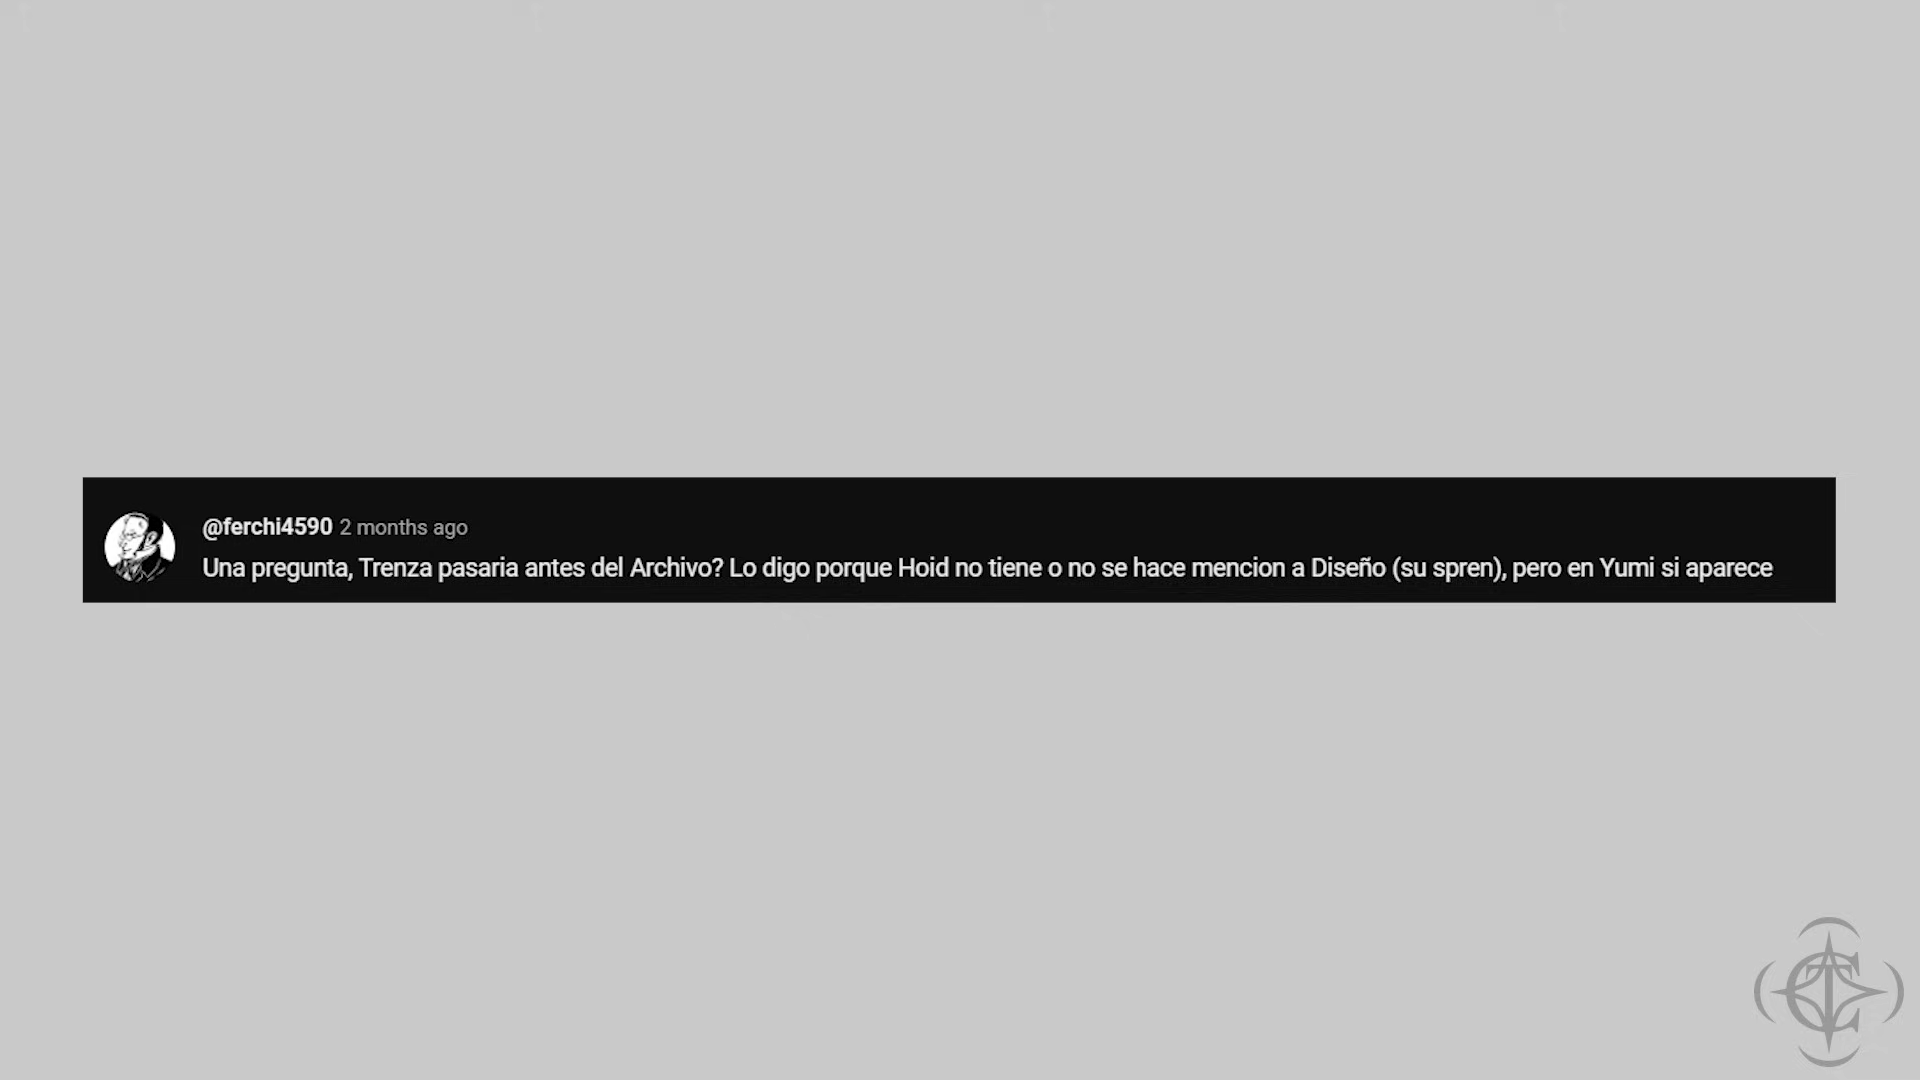 @ferchi4590 2 months ago
Una pregunta, Trenza pasaria antes del Archivo? Lo digo porque Hoid no tiene o no se hace mencion a Diseño (su spren), pero en Yumi si aparece